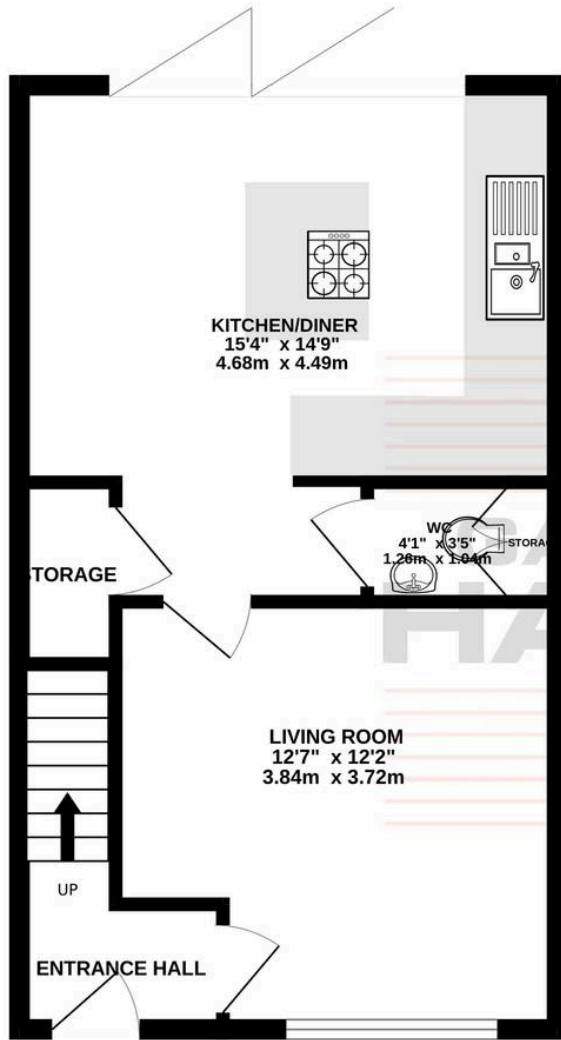 KITCHEN/DINER
15'4" x 14'9"
4.68m x 4.49m
WC
4'1" x 3'5"
1.26m x 1.04m
LIVING ROOM
12'7" x 12'2"
3.84m x 3.72m
UP
ENTRANCE HALL